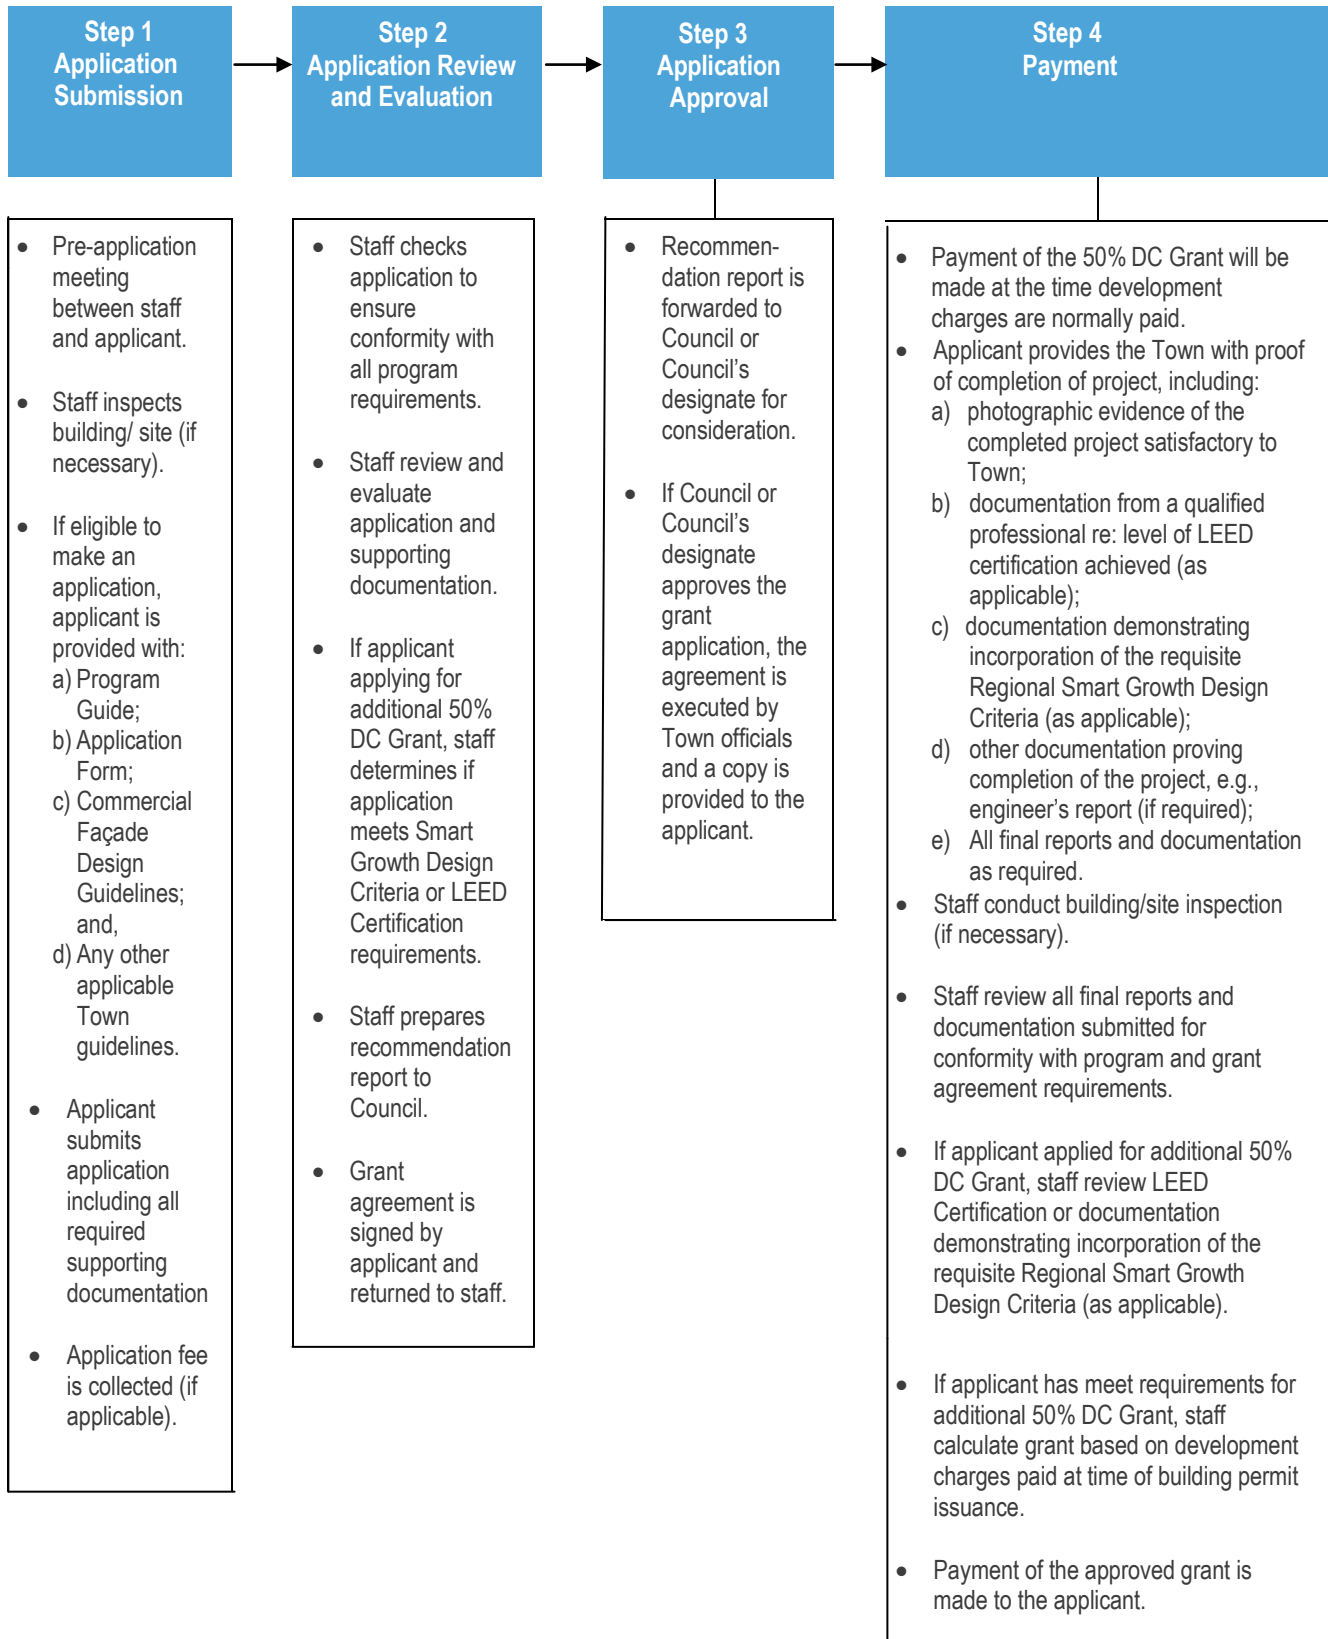 Step 1
Application
Submission
Step 2
Application Review
and Evaluation
Step 3
Application
Approval
Step 4
Payment
• Pre-application
meeting
between staff
and applicant.
• Staff inspects
building/ site (if
necessary).
• If eligible to
make an
application,
applicant is
provided with:
a) Program
Guide;
b) Application
Form;
c) Commercial
Façade
Design
Guidelines;
and,
d) Any other
applicable
Town
guidelines.
• Applicant
submits
application
including all
required
supporting
documentation
• Application fee
is collected (if
applicable).
• Staff checks
application to
ensure
conformity with
all program
requirements.
• Staff review and
evaluate
application and
supporting
documentation.
• If applicant
applying for
additional 50%
DC Grant, staff
determines if
application
meets Smart
Growth Design
Criteria or LEED
Certification
requirements.
• Staff prepares
recommendation
report to
Council.
• Grant
agreement is
signed by
applicant and
returned to staff.
• Recommen-
dation report is
forwarded to
Council or
Council’s
designate for
consideration.
• If Council or
Council’s
designate
approves the
grant
application, the
agreement is
executed by
Town officials
and a copy is
provided to the
applicant.
• Payment of the 50% DC Grant will be
made at the time development
charges are normally paid.
• Applicant provides the Town with proof
of completion of project, including:
a) photographic evidence of the
completed project satisfactory to
Town;
b) documentation from a qualified
professional re: level of LEED
certification achieved (as
applicable);
c) documentation demonstrating
incorporation of the requisite
Regional Smart Growth Design
Criteria (as applicable);
d) other documentation proving
completion of the project, e.g.,
engineer’s report (if required);
e) All final reports and documentation
as required.
• Staff conduct building/site inspection
(if necessary).
• Staff review all final reports and
documentation submitted for
conformity with program and grant
agreement requirements.
• If applicant applied for additional 50%
DC Grant, staff review LEED
Certification or documentation
demonstrating incorporation of the
requisite Regional Smart Growth
Design Criteria (as applicable).
• If applicant has meet requirements for
additional 50% DC Grant, staff
calculate grant based on development
charges paid at time of building permit
issuance.
• Payment of the approved grant is
made to the applicant.